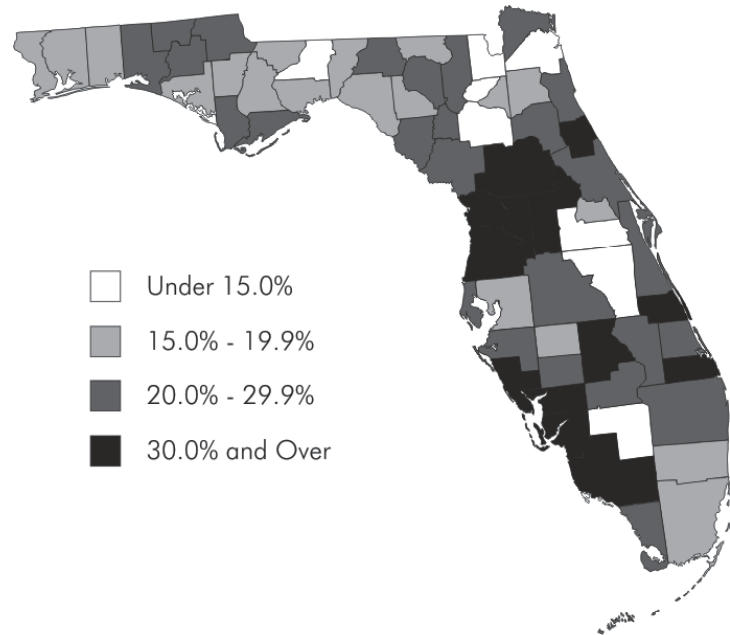 Under 15.0%
15.0% - 19.9%
20.0% - 29.9%
30.0% and Over